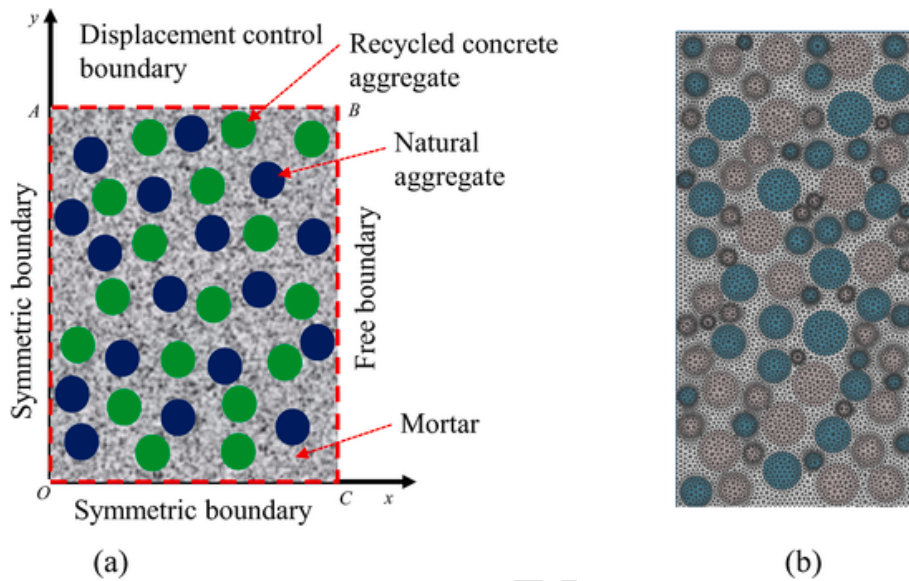 y
Displacement control
boundary
Recycled concrete
aggregate
A
B
Natural
aggregate
Symmetric boundary
Free boundary
Mortar
O
C
x
Symmetric boundary
(a)
(b)